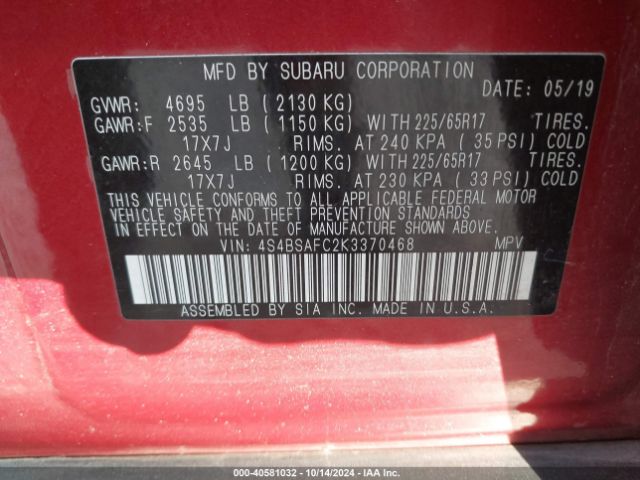 MFD BY SUBARU CORPORATION
DATE: 05/19
GVWR: 4695 LB (2130 KG)
GAWR:F 2535 LB (1150 KG) WITH 225/65R17 TIRES.
17X7J RIMS. AT 240 KPA (35 PSI) COLD
GAWR:R 2645 LB (1200 KG) WITH 225/65R17 TIRES.
17X7J RIMS. AT 230 KPA (33 PSI) COLD
THIS VEHICLE CONFORMS TO ALL APPLICABLE FEDERAL MOTOR
VEHICLE SAFETY AND THEFT PREVENTION STANDARDS
IN EFFECT ON THE DATE OF MANUFACTURE SHOWN ABOVE.
VIN: 4S4BSAFC2K3370468 MPV
ASSEMBLED BY SIA INC. MADE IN U.S.A.
000-40581032 | 10/14/2024 | IAA Inc.